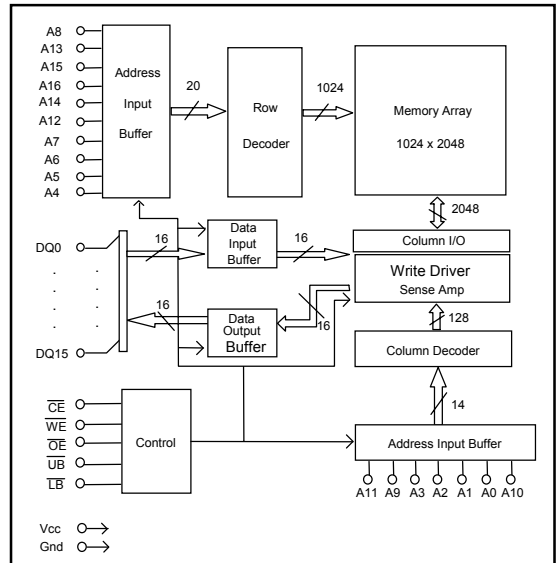 A8
A13
A15
A16
A14
A12
A7
A6
A5
A4
Address
Input
Buffer
20
Row
Decoder
1024
Memory Array
1024 x 2048
2048
DQ0
DQ15
16
Data
Input
Buffer
16
Column I/O
Write Driver
Sense Amp
16
Data
Output
Buffer
16
128
Column Decoder
14
CE
WE
OE
UB
LB
Control
Address Input Buffer
A11 A9 A3 A2 A1 A0 A10
Vcc
Gnd